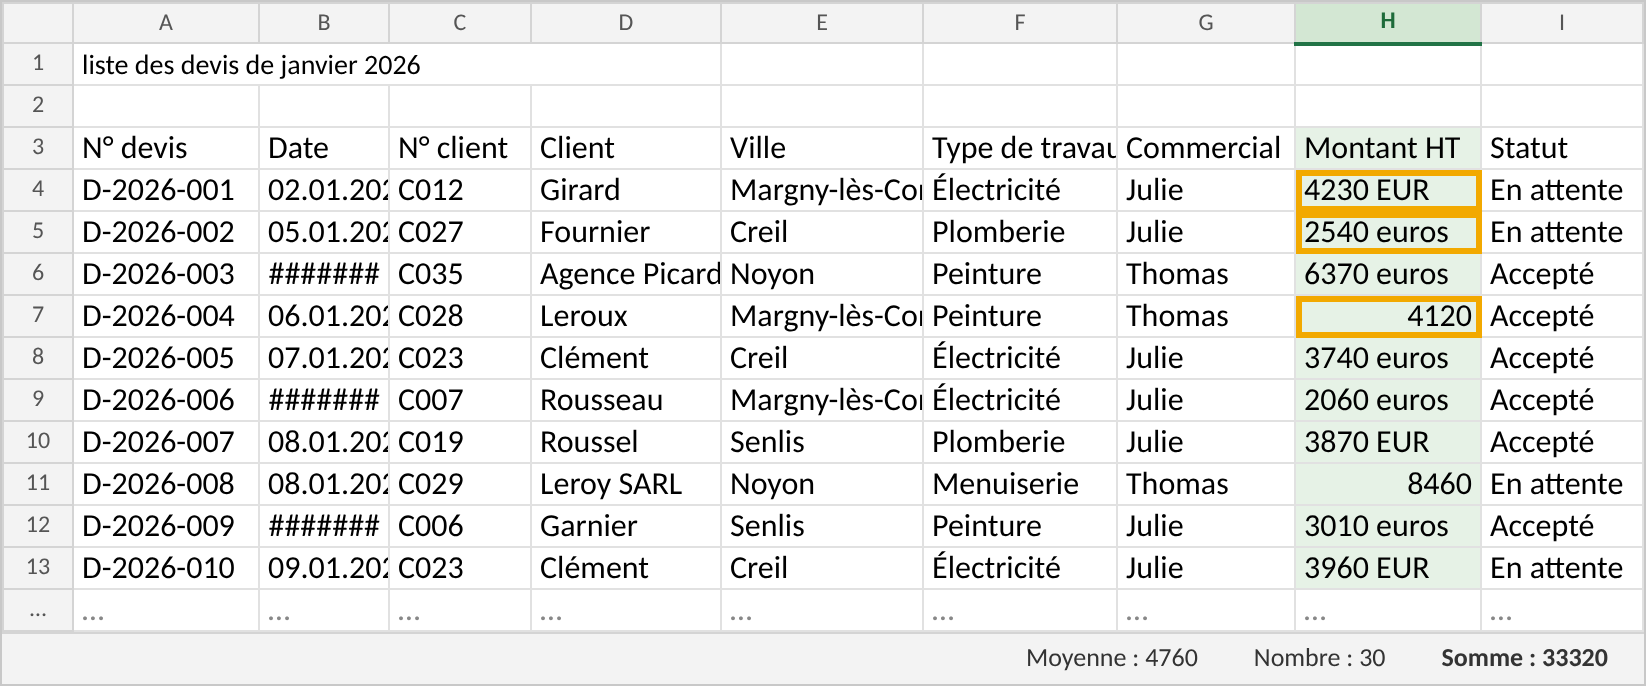 A B C D E F G H I
1 liste des devis de janvier 2026
2
3 N° devis Date N° client Client Ville Type de travau Commercial Montant HT Statut
4 D-2026-001 02.01.202 C012 Girard Margny-lès-Cor Électricité Julie 4230 EUR En attente
5 D-2026-002 05.01.202 C027 Fournier Creil Plomberie Julie 2540 euros En attente
6 D-2026-003 ####### C035 Agence Picard Noyon Peinture Thomas 6370 euros Accepté
7 D-2026-004 06.01.202 C028 Leroux Margny-lès-Cor Peinture Thomas 4120 Accepté
8 D-2026-005 07.01.202 C023 Clément Creil Électricité Julie 3740 euros Accepté
9 D-2026-006 ####### C007 Rousseau Margny-lès-Cor Électricité Julie 2060 euros Accepté
10 D-2026-007 08.01.202 C019 Roussel Senlis Plomberie Julie 3870 EUR Accepté
11 D-2026-008 08.01.202 C029 Leroy SARL Noyon Menuiserie Thomas 8460 En attente
12 D-2026-009 ####### C006 Garnier Senlis Peinture Julie 3010 euros Accepté
13 D-2026-010 09.01.202 C023 Clément Creil Électricité Julie 3960 EUR En attente
... ... ... ... ... ... ... ... ... ...
Moyenne : 4760 Nombre : 30 Somme : 33320